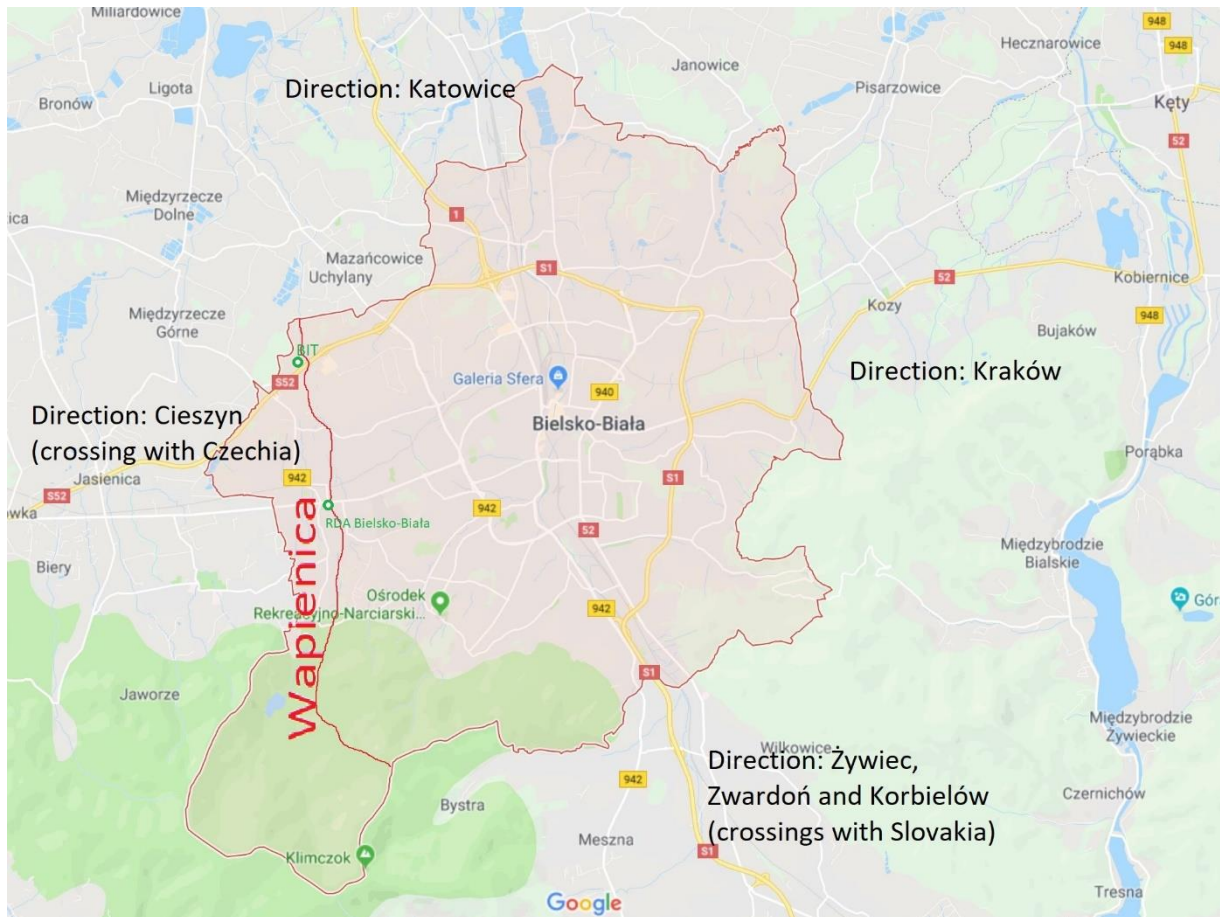 Miliardowice
948
Hecznarowice
948
Janowice
Direction: Katowice
Ligota
Pisarzowice
Bronów
Kęty
52
Międzyrzecze
Dolne
ica
1
Mazańcowice
Uchylany
S1
52
Kobiernice
Kozy
Międzyrzecze
Górne
948
Bujaków
BIT
Direction: Kraków
S52
Galeria Sfera
940
Direction: Cieszyn
(crossing with Czechia)
Bielsko-Biała
Porąbka
Jasienica
942
S1
S52
ówka
942
RDA Bielsko-Biała
52
Międzybrodzie
Bialskie
Biery
Ośrodek
Rekreacyjno-Narciarski...
942
Gór
Wapienica
S1
Jaworze
Międzybrodzie
Żywieckie
Wilkowice
Direction: Żywiec,
Zwardoń and Korbielów
(crossings with Slovakia)
942
Bystra
Czernichów
Meszna
S1
Klimczok
Tresna
Google